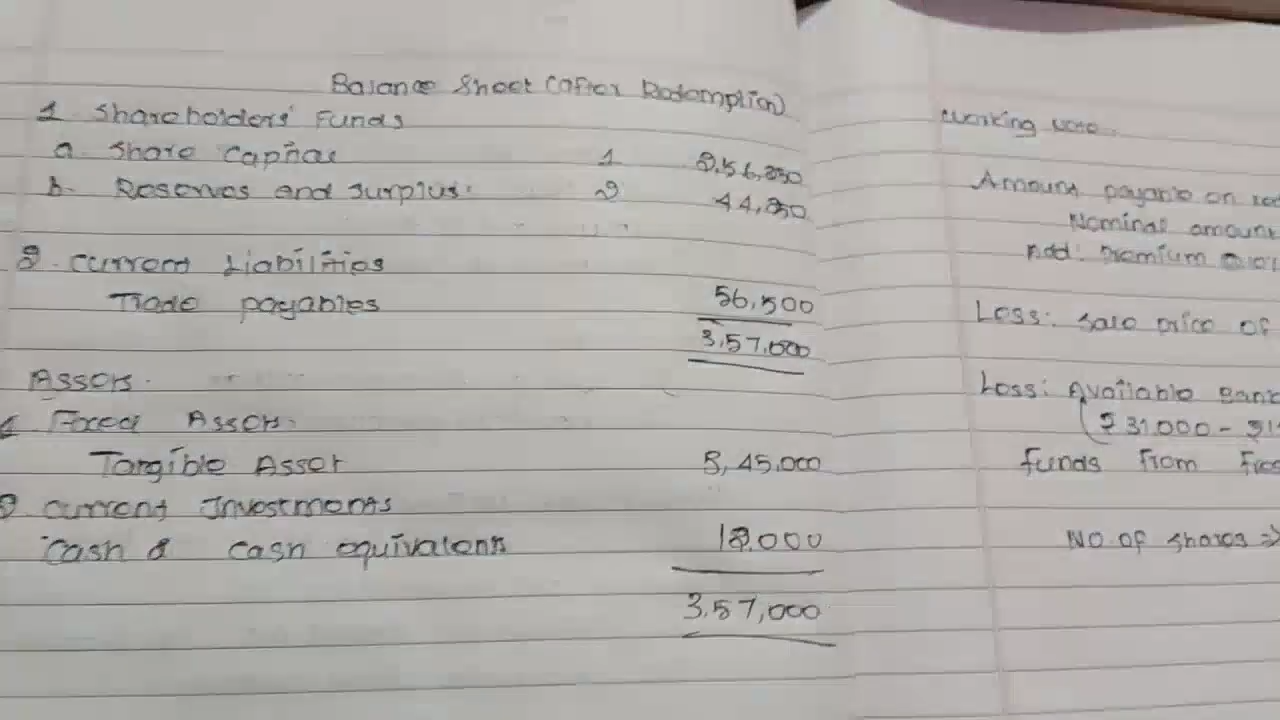 Balance Sheet (after Redemption)
1 Shareholders' Funds
a. Share Capital 1 2,56,250
b. Reserves and surplus. 2 44,250
2. Current Liabilities
Trade payables 56,500
3,57,000
Assets.
1 Fixed Assets.
Tangible Asset 3,45,000
2 Current Investments
Cash & cash equivalents 12,000
3,57,000
Working note.
Amount payable on
Nominal amount
Add: Premium
Less: Sale price of
Less: Available
31,000 -
Funds from
No of shares =>